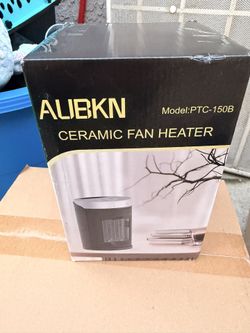 AUBKN
Model:PTC-150B
CERAMIC FAN HEATER